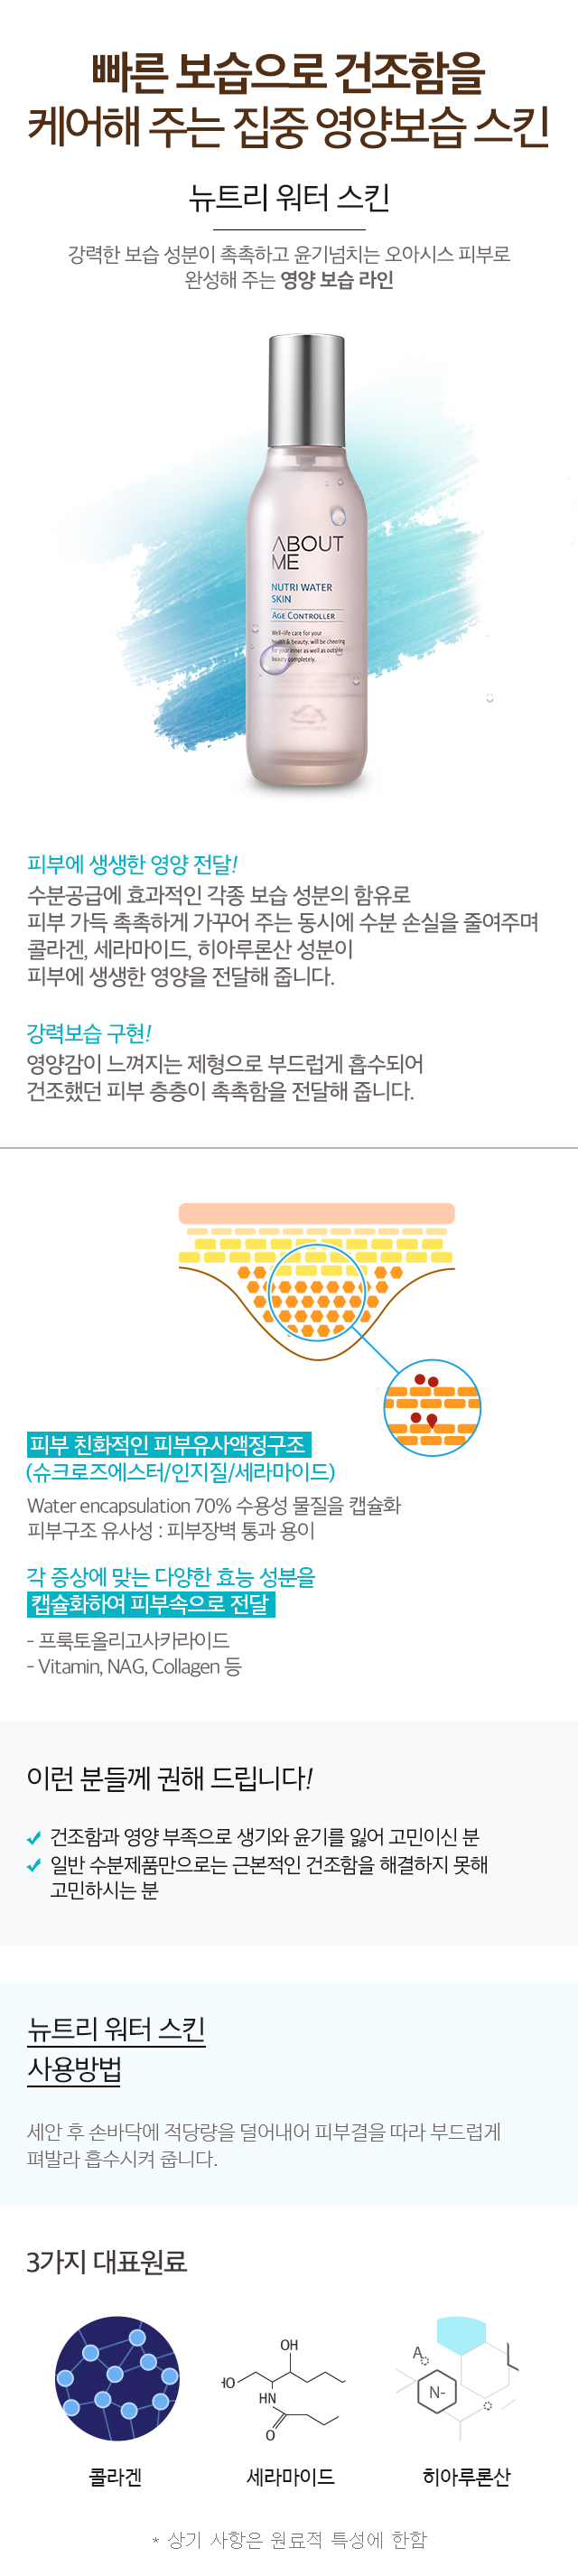 빠른 보습으로 건조함을
케어해 주는 집중 영양보습 스킨
뉴트리 워터 스킨
강력한 보습 성분이 촉촉하고 윤기넘치는 오아시스 피부로
완성해 주는 영양 보습 라인
ABOUT
ME
NUTRI WATER
SKIN
AGE CONTROLLER
Well-life care for your
health & beauty, will be cheering
for your inner as well as outside
beauty completely.
피부에 생생한 영양 전달!
수분공급에 효과적인 각종 보습 성분의 함유로
피부 가득 촉촉하게 가꾸어 주는 동시에 수분 손실을 줄여주며
콜라겐, 세라마이드, 히아루론산 성분이
피부에 생생한 영양을 전달해 줍니다.
강력보습 구현!
영양감이 느껴지는 제형으로 부드럽게 흡수되어
건조했던 피부 층층이 촉촉함을 전달해 줍니다.
피부 친화적인 피부유사액정구조
(슈크로즈에스터/인지질/세라마이드)
Water encapsulation 70% 수용성 물질을 캡슐화
피부구조 유사성 : 피부장벽 통과 용이
각 증상에 맞는 다양한 효능 성분을
캡슐화하여 피부속으로 전달
- 프룩토올리고사카라이드
- Vitamin, NAG, Collagen 등
이런 분들께 권해 드립니다!
건조함과 영양 부족으로 생기와 윤기를 잃어 고민이신 분
일반 수분제품만으로는 근본적인 건조함을 해결하지 못해
고민하시는 분
뉴트리 워터 스킨
사용방법
세안 후 손바닥에 적당량을 덜어내어 피부결을 따라 부드럽게
펴발라 흡수시켜 줍니다.
3가지 대표원료
OH
HO
HN
O
A
N-
콜라겐
세라마이드
히아루론산
* 상기 사항은 원료적 특성에 한함